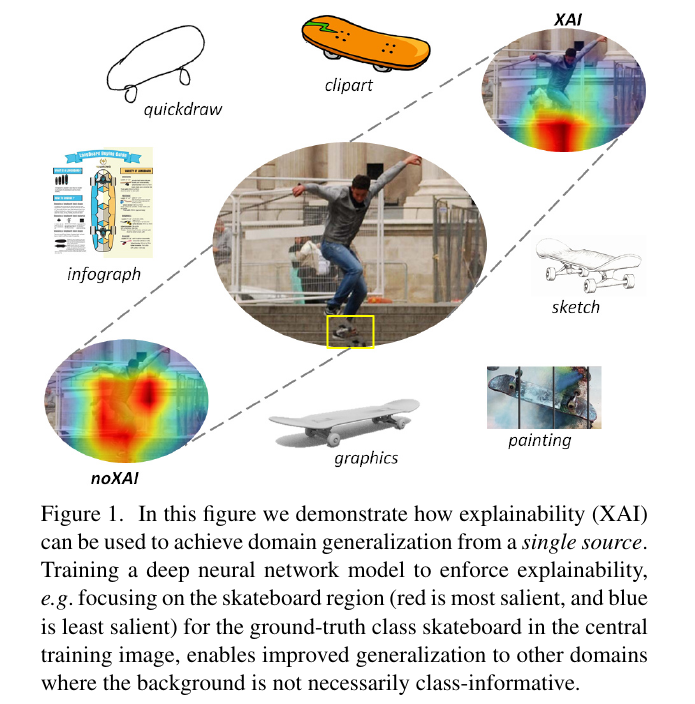 XAI
clipart
quickdraw
LongBoard Buying Guide
infograph
sketch
painting
graphics
noXAI
Figure 1. In this figure we demonstrate how explainability (XAI)
can be used to achieve domain generalization from a single source.
Training a deep neural network model to enforce explainability,
e.g. focusing on the skateboard region (red is most salient, and blue
is least salient) for the ground-truth class skateboard in the central
training image, enables improved generalization to other domains
where the background is not necessarily class-informative.